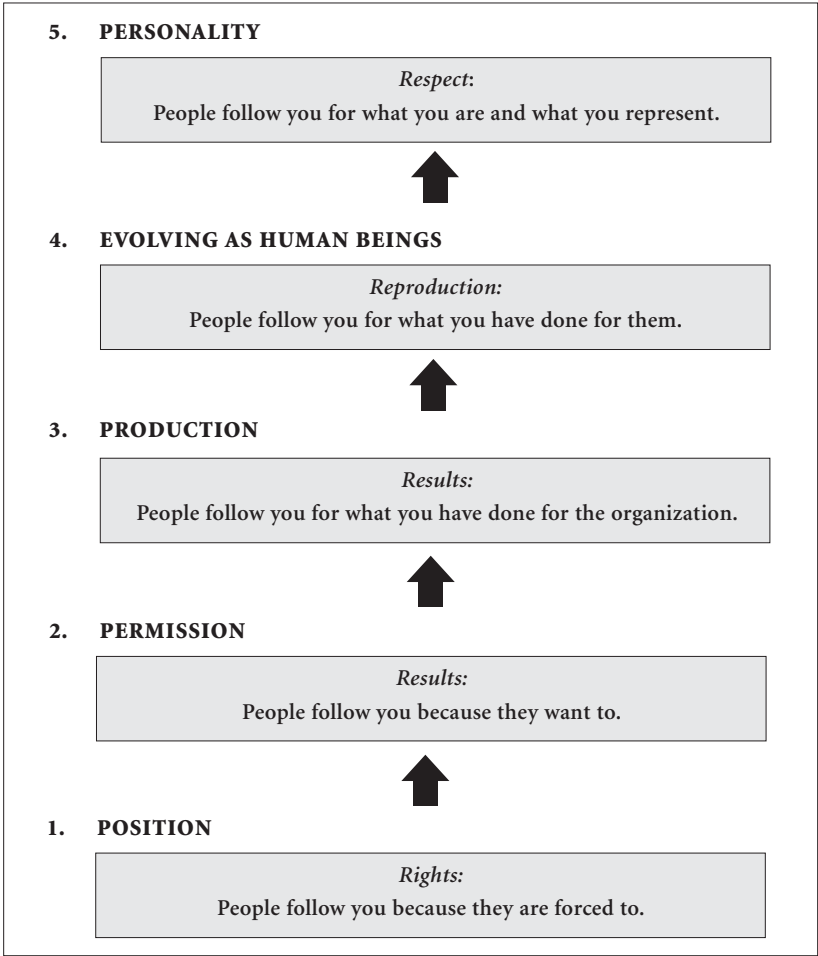 5. PERSONALITY
Respect:
People follow you for what you are and what you represent.
4. EVOLVING AS HUMAN BEINGS
Reproduction:
People follow you for what you have done for them.
3. PRODUCTION
Results:
People follow you for what you have done for the organization.
2. PERMISSION
Results:
People follow you because they want to.
1. POSITION
Rights:
People follow you because they are forced to.